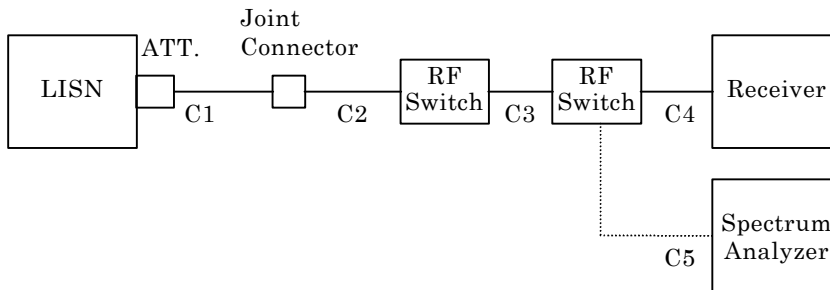 Joint
Connector
ATT.
LISN
RF
Switch
RF
Switch
Receiver
C1
C2
C3
C4
Spectrum
Analyzer
C5